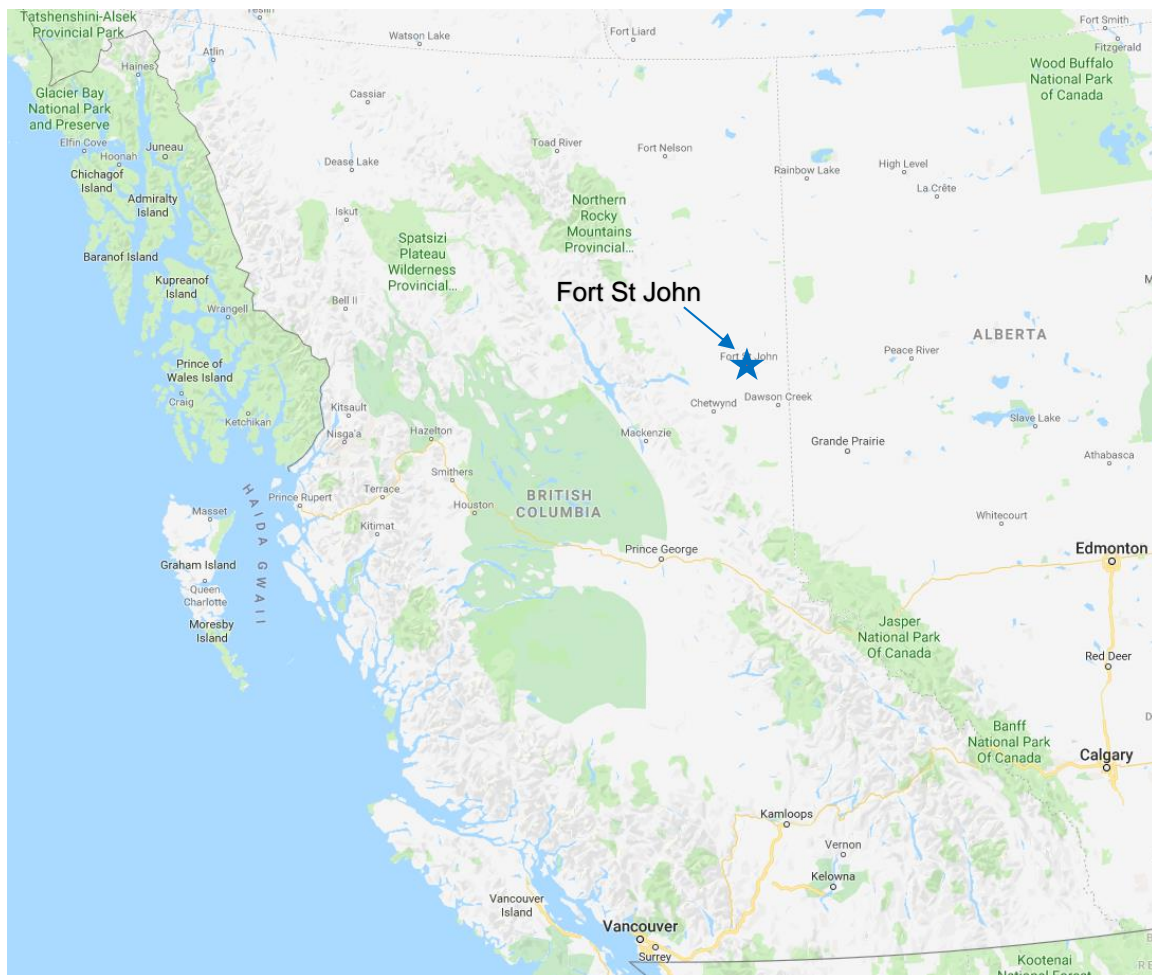 Tatshenshini-Alsek
Provincial Park
Watson Lake
Fort Liard
Fort Smith
Fitzgerald
Atlin
Haines
Wood Buffalo
National Park
of Canada
Glacier Bay
National Park
and Preserve
Cassiar
Elfin Cove
Hoonah
Juneau
Toad River
Fort Nelson
Dease Lake
Rainbow Lake
High Level
La Crête
Chichagof
Island
Admiralty
Island
Northern
Rocky
Mountains
Provincial...
Iskut
Spatsizi
Plateau
Wilderness
Provincial...
Baranof Island
Kupreanof
Island
Wrangell
Bell II
Fort St John
ALBERTA
Fort St John
Peace River
Prince of
Wales Island
Craig
Ketchikan
Kitsault
Nisga'a
Hazelton
Chetwynd
Dawson Creek
Slave Lake
Mackenzie
Grande Prairie
Athabasca
Smithers
Terrace
Prince Rupert
Houston
BRITISH
COLUMBIA
Masset
HAIDA GWAII
Kitimat
Whitecourt
Prince George
Edmonton
Graham Island
Queen
Charlotte
Moresby
Island
Jasper
National Park
Of Canada
Red Deer
Banff
National Park
Of Canada
Calgary
Kamloops
Vernon
Kelowna
Vancouver
Island
Vancouver
Surrey
Kootenai
National Forest